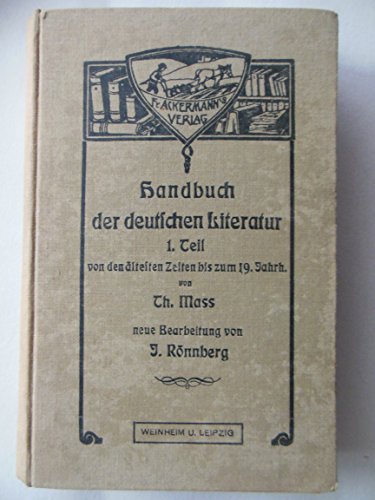 Fr. ACKERMANN'S
VERLAG
Handbuch
der deutschen Literatur
1. Teil
von den ältesten Zeiten bis zum 19. Jahrh.
von
Th. Mass
neue Bearbeitung von
J. Rönnberg
WEINHEIM U. LEIPZIG